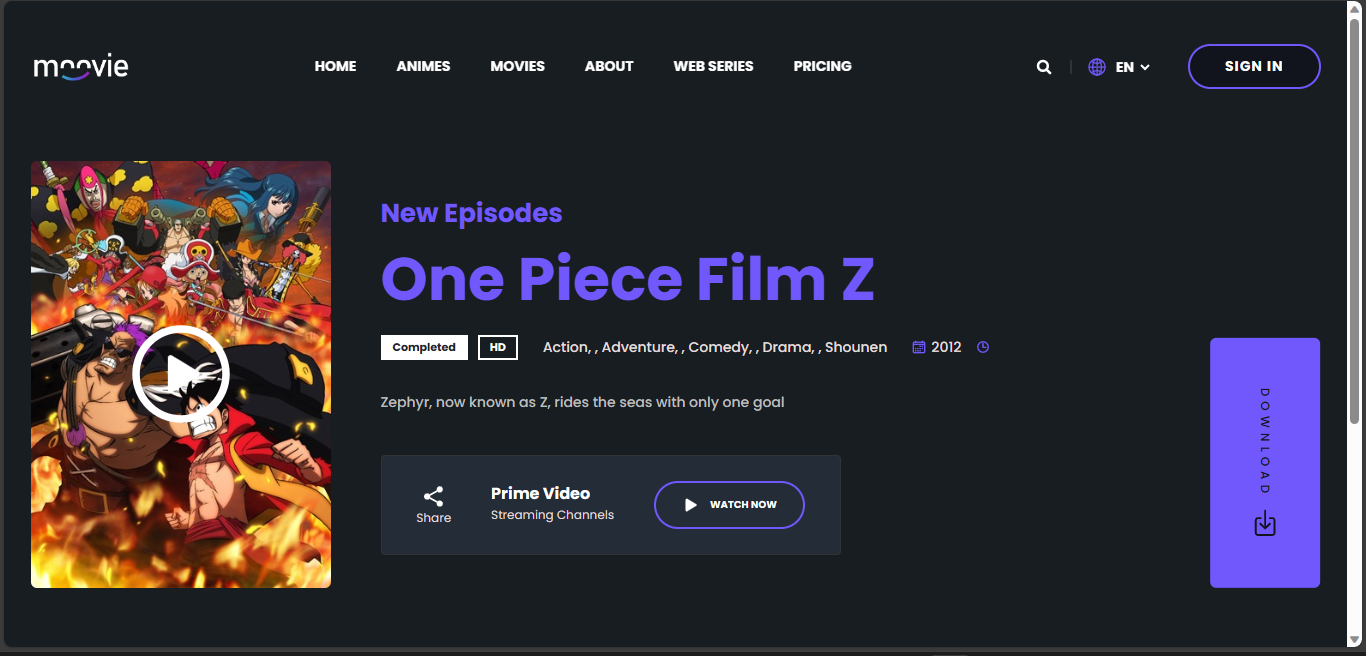 moovie
HOME ANIMES MOVIES ABOUT WEB SERIES PRICING
EN
SIGN IN
New Episodes
One Piece Film Z
Completed HD Action, , Adventure, , Comedy, , Drama, , Shounen 2012
Zephyr, now known as Z, rides the seas with only one goal
Share
Prime Video
Streaming Channels
WATCH NOW
DOWNLOAD